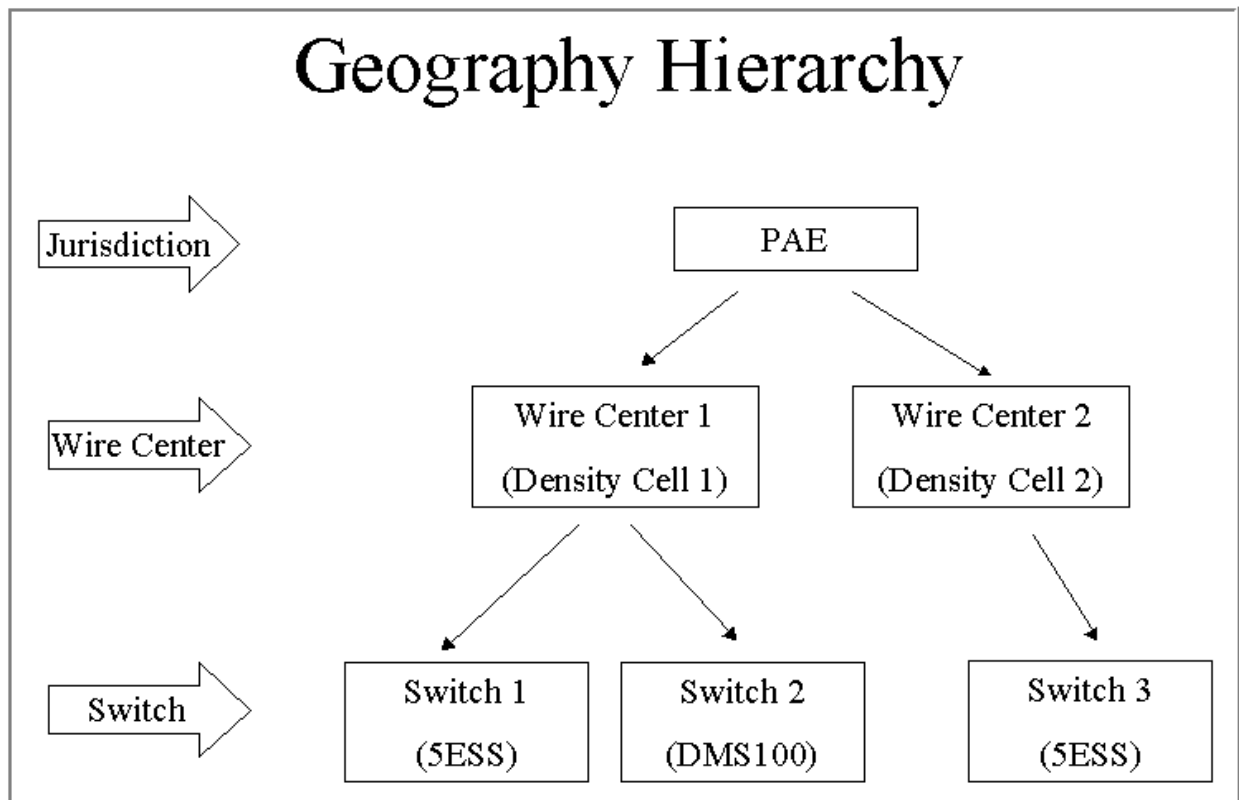 Geography Hierarchy
Jurisdiction
PAE
Wire Center
Wire Center 1
(Density Cell 1)
Wire Center 2
(Density Cell 2)
Switch
Switch 1
(5ESS)
Switch 2
(DMS100)
Switch 3
(5ESS)